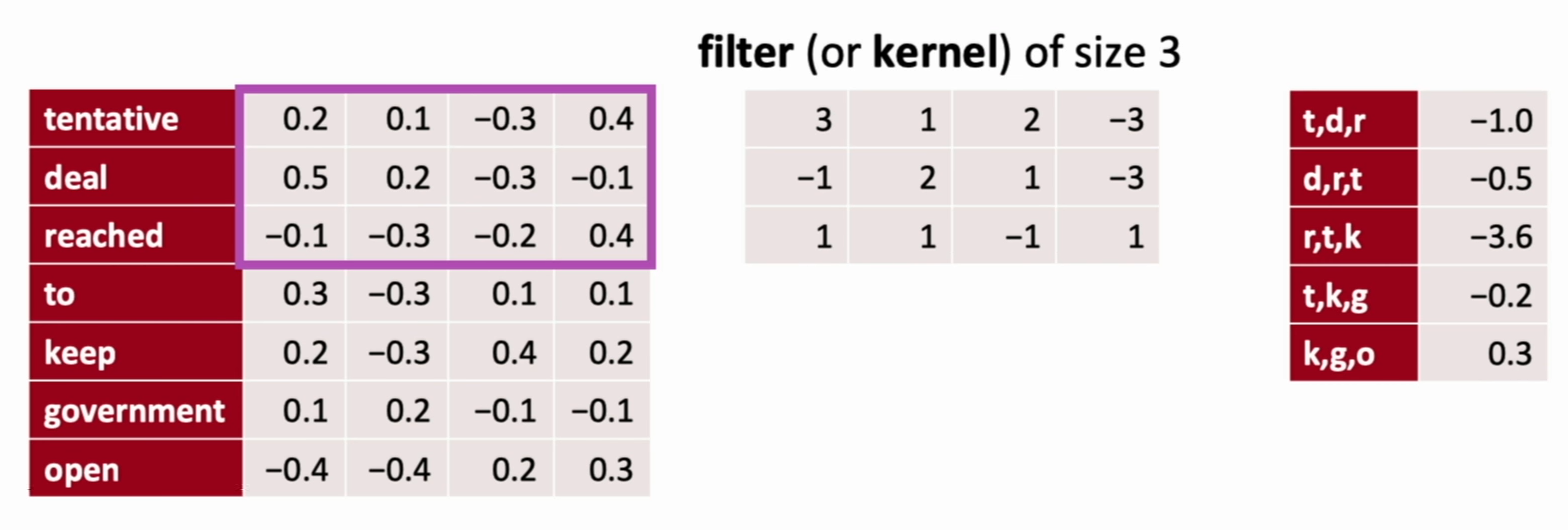 filter (or kernel) of size 3
tentative 0.2 0.1 −0.3 0.4 3 1 2 −3 t,d,r −1.0
deal 0.5 0.2 −0.3 −0.1 −1 2 1 −3 d,r,t −0.5
reached −0.1 −0.3 −0.2 0.4 1 1 −1 1 r,t,k −3.6
to 0.3 −0.3 0.1 0.1 t,k,g −0.2
keep 0.2 −0.3 0.4 0.2 k,g,o 0.3
government 0.1 0.2 −0.1 −0.1
open −0.4 −0.4 0.2 0.3